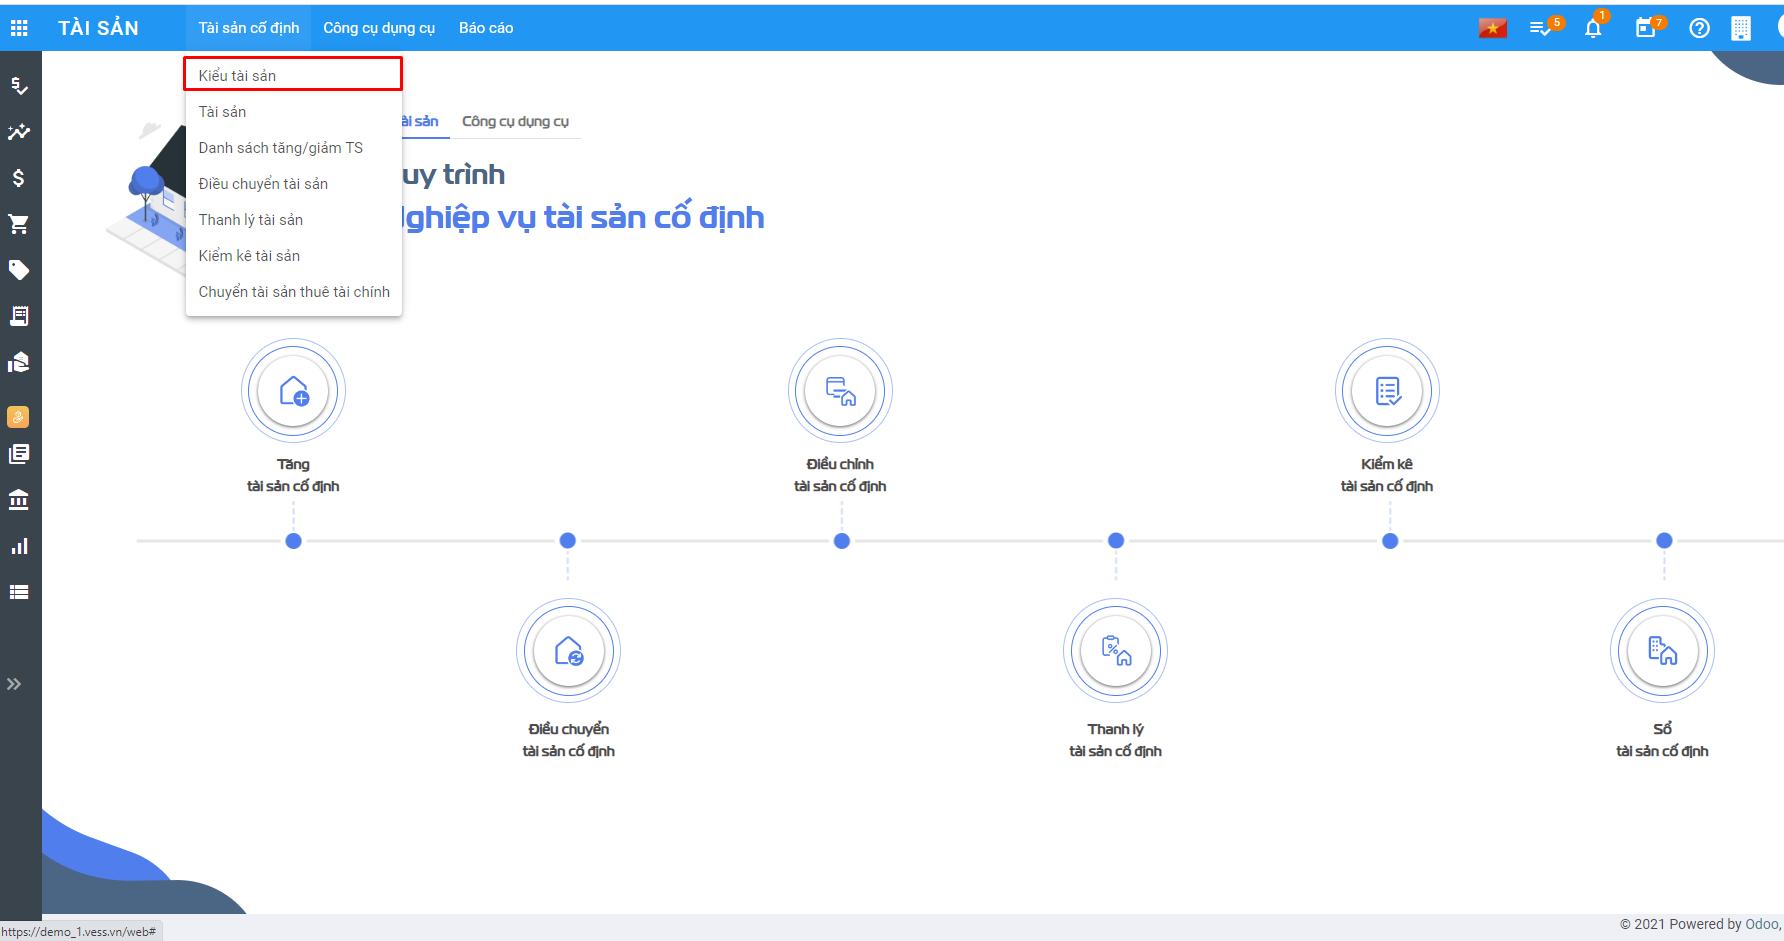 TÀI SẢN
Tài sản cố định
Công cụ dụng cụ
Báo cáo
5
1
7
Kiểu tài sản
Tài sản
Danh sách tăng/giảm TS
Điều chuyển tài sản
Thanh lý tài sản
Kiểm kê tài sản
Chuyển tài sản thuê tài chính
ài sản
Công cụ dụng cụ
uy trình
Nghiệp vụ tài sản cố định
Tăng
tài sản cố định
Điều chỉnh
tài sản cố định
Kiểm kê
tài sản cố định
Điều chuyển
tài sản cố định
Thanh lý
tài sản cố định
Sổ
tài sản cố định
© 2021 Powered by Odoo,
https://demo_1.vess.vn/web#